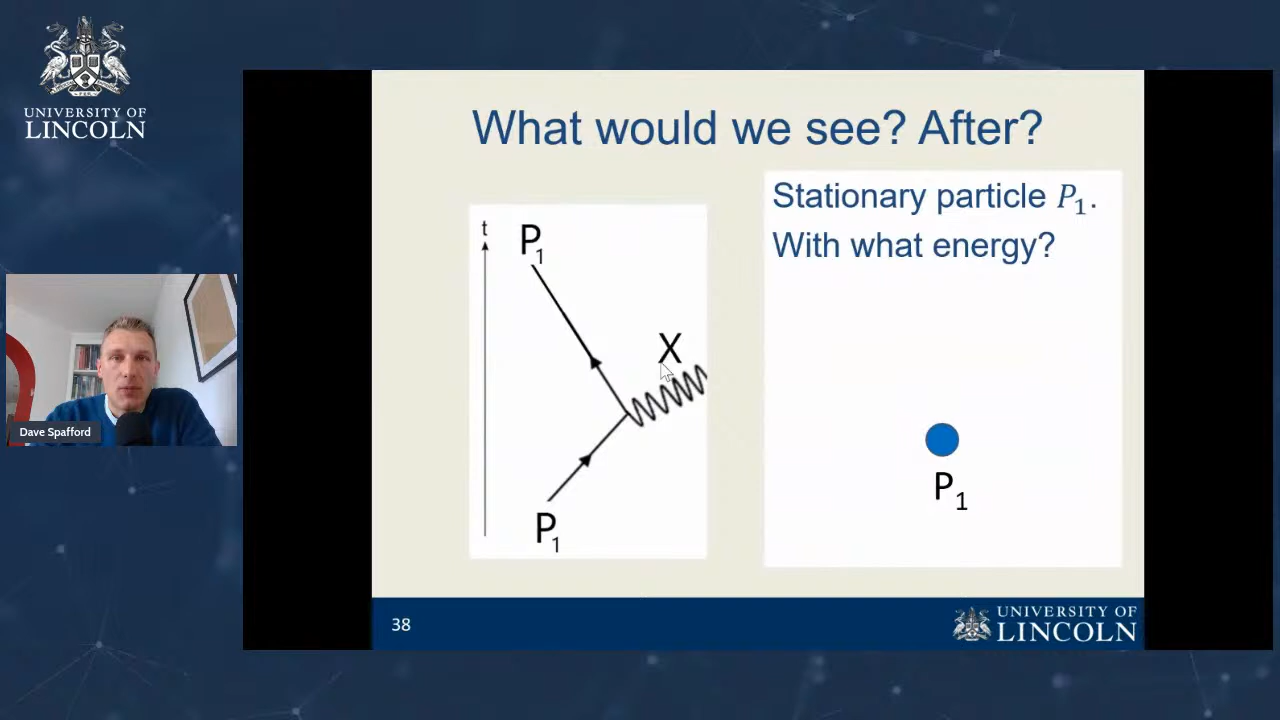 UNIVERSITY OF
LINCOLN
What would we see? After?
t
P1
X
P1
Stationary particle P1.
With what energy?
P1
Dave Spafford
38
UNIVERSITY OF
LINCOLN